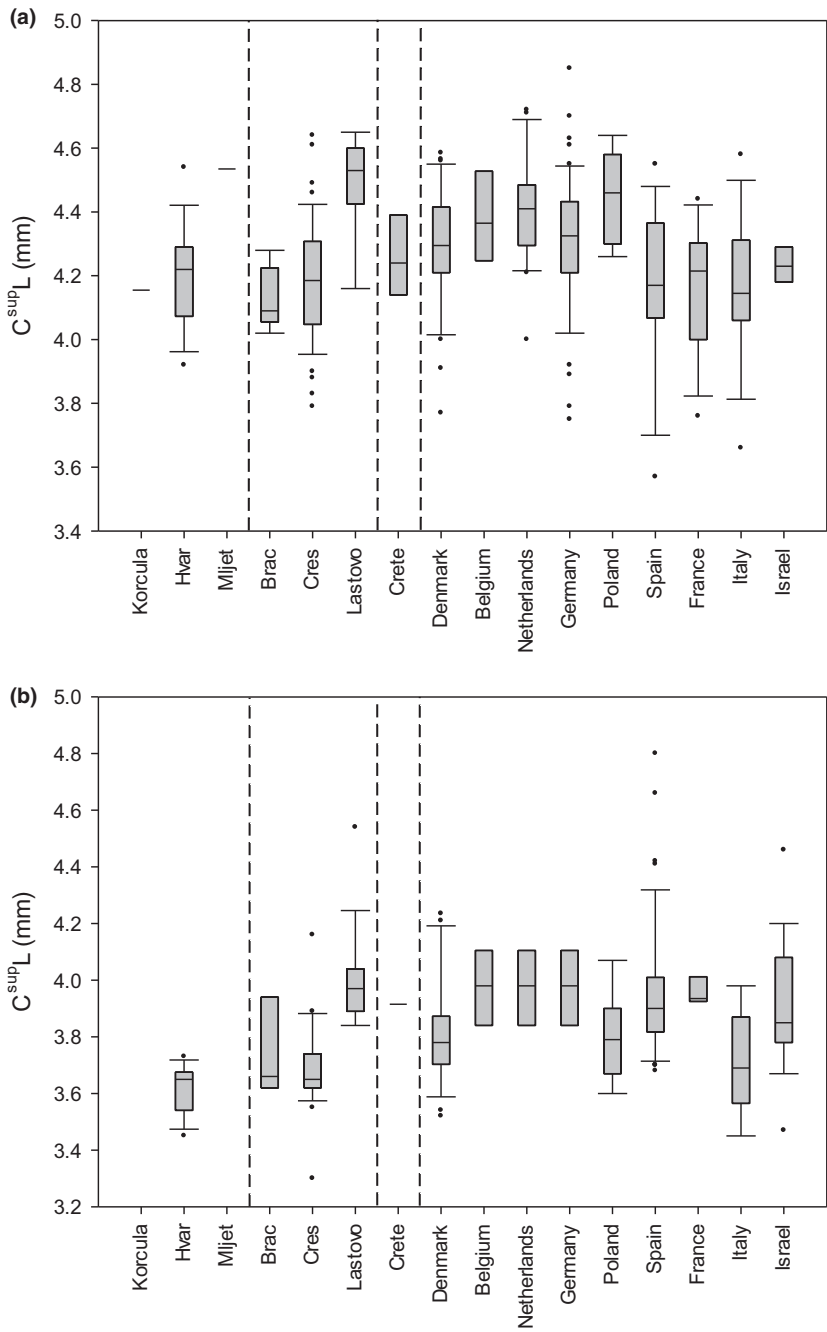 (a)
5.0
4.8
4.6
4.4
4.2
4.0
3.8
3.6
3.4
C^sup L (mm)
Korcula
Hvar
Mljet
Brac
Cres
Lastovo
Crete
Denmark
Belgium
Netherlands
Germany
Poland
Spain
France
Italy
Israel
(b)
5.0
4.8
4.6
4.4
4.2
4.0
3.8
3.6
3.4
3.2
C^sup L (mm)
Korcula
Hvar
Mljet
Brac
Cres
Lastovo
Crete
Denmark
Belgium
Netherlands
Germany
Poland
Spain
France
Italy
Israel